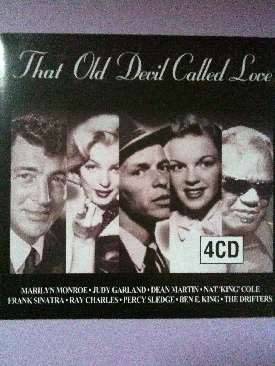 That Old Devil Called Love
4CD
MARILYN MONROE • JUDY GARLAND • DEAN MARTIN • NAT "KING" COLE
FRANK SINATRA • RAY CHARLES • PERCY SLEDGE • BEN E. KING • THE DRIFTERS